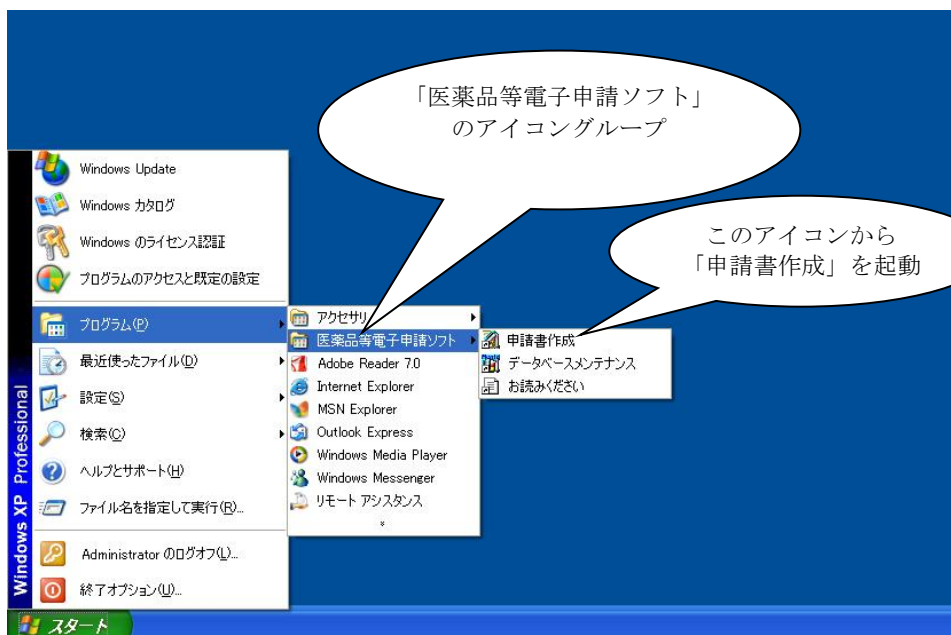 「医薬品等電子申請ソフト」
のアイコングループ
このアイコンから
「申請書作成」を起動
Windows Update
Windows カタログ
Windows のライセンス認証
プログラムのアクセスと既定の設定
プログラム(P)
最近使ったファイル(D)
設定(S)
検索(C)
ヘルプとサポート(H)
ファイル名を指定して実行(R)...
Administrator のログオフ(L)...
終了オプション(U)...
Windows XP Professional
アクセサリ
医薬品等電子申請ソフト
Adobe Reader 7.0
Internet Explorer
MSN Explorer
Outlook Express
Windows Media Player
Windows Messenger
リモート アシスタンス
申請書作成
データベースメンテナンス
お読みください
スタート